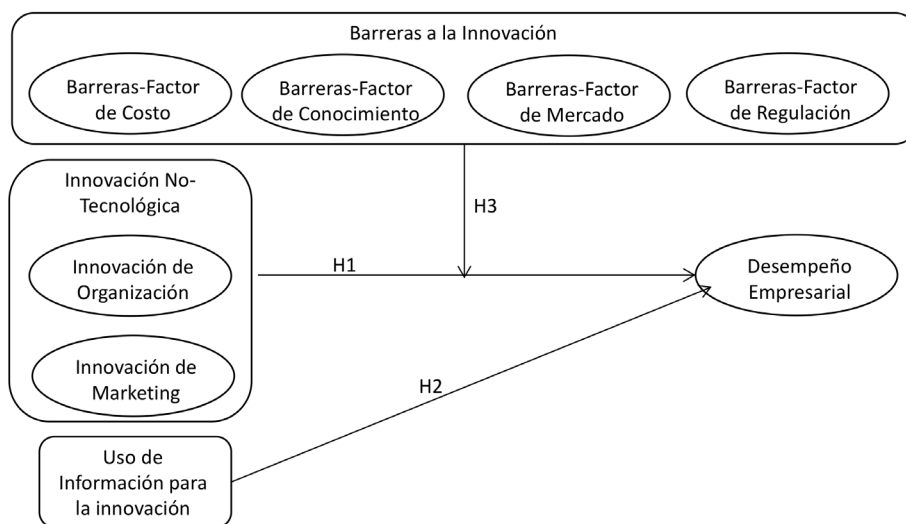 Barreras a la Innovación
Barreras-Factor
de Costo
Barreras-Factor
de Conocimiento
Barreras-Factor
de Mercado
Barreras-Factor
de Regulación
Innovación No-
Tecnológica
H3
H1
Innovación de
Organización
Desempeño
Empresarial
Innovación de
Marketing
H2
Uso de
Información para
la innovación